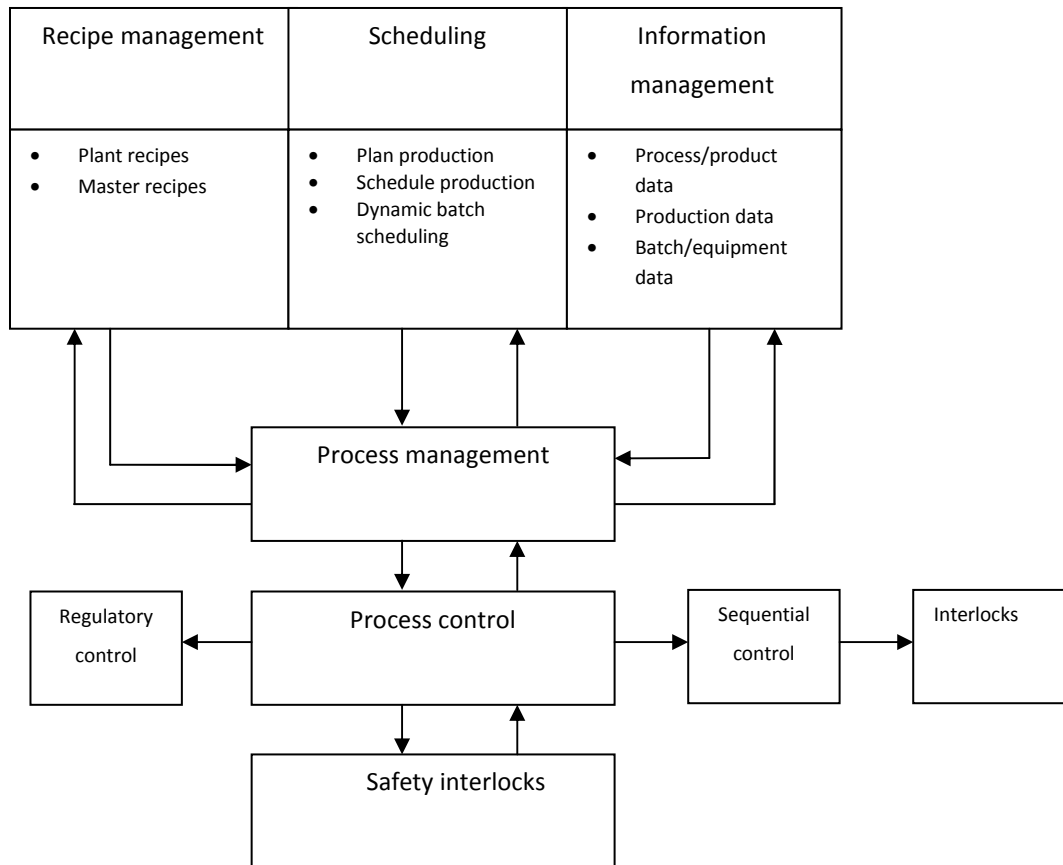 Recipe management
Scheduling
Information
management
• Plant recipes
• Master recipes
• Plan production
• Schedule production
• Dynamic batch
scheduling
• Process/product
data
• Production data
• Batch/equipment
data
Process management
Regulatory
control
Process control
Sequential
control
Interlocks
Safety interlocks